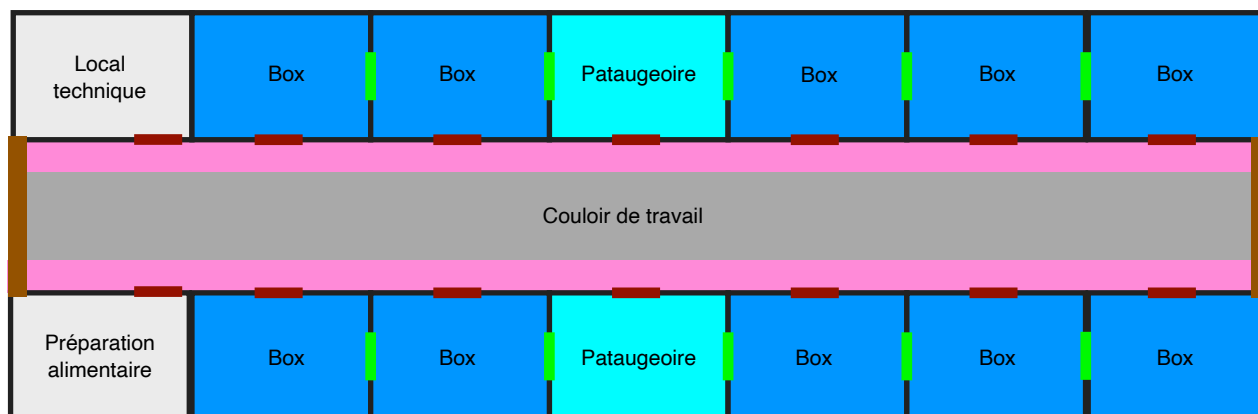 Local
technique
Box
Box
Pataugeoire
Box
Box
Box
Couloir de travail
Préparation
alimentaire
Box
Box
Pataugeoire
Box
Box
Box